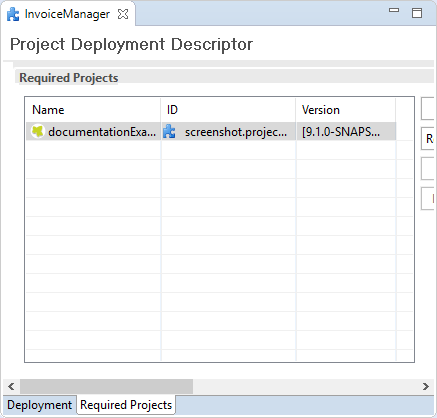 InvoiceManager
Project Deployment Descriptor
Required Projects
Name ID Version
documentationExa... screenshot.projec... [9.1.0-SNAPS...
R
Deployment Required Projects